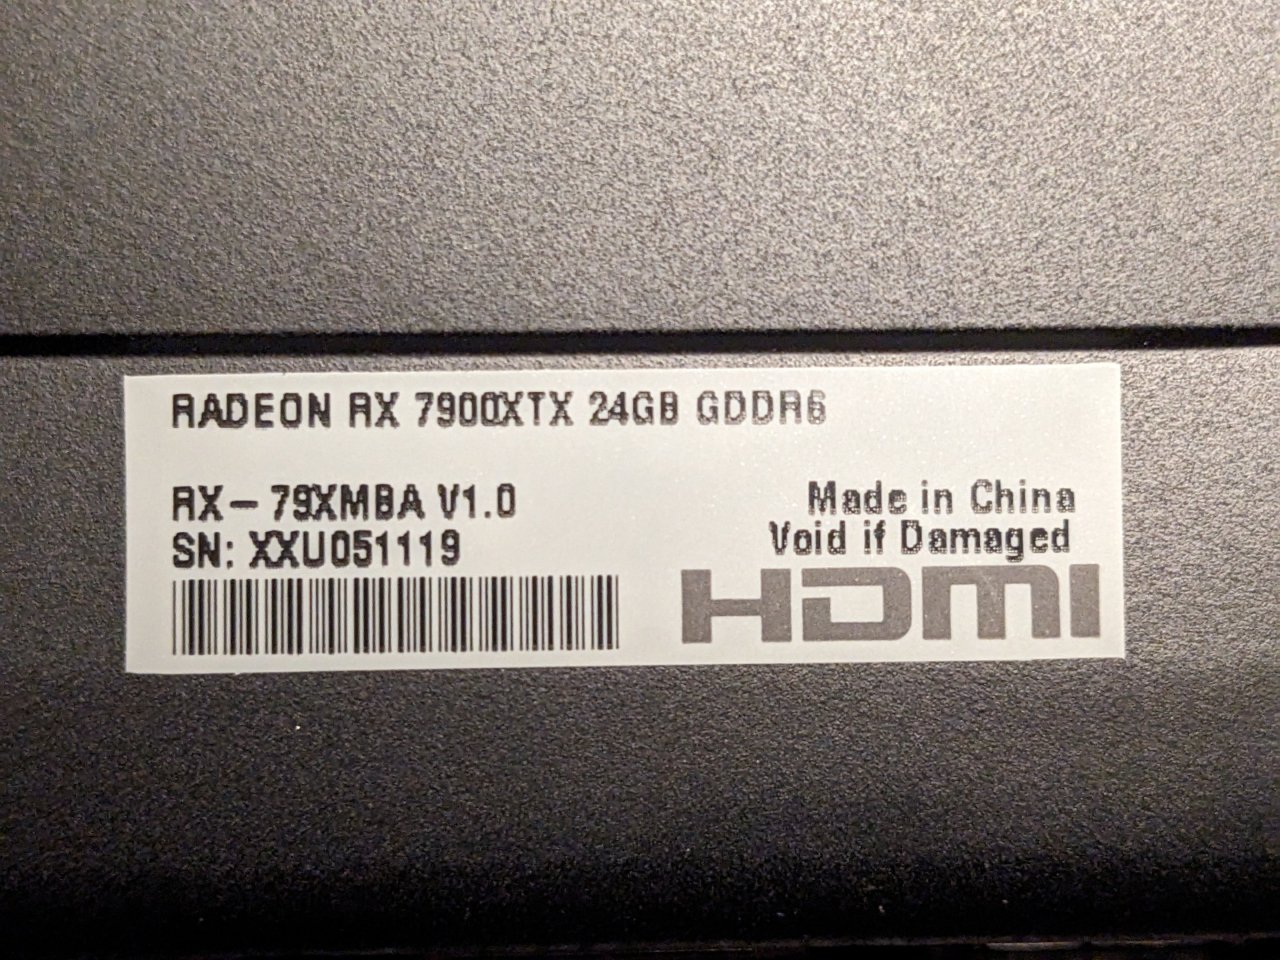 RADEON RX 7900XTX 24GB GDDR6
RX-79XMBA V1.0
SN: XXU051119
Made in China
Void if Damaged
HDMI